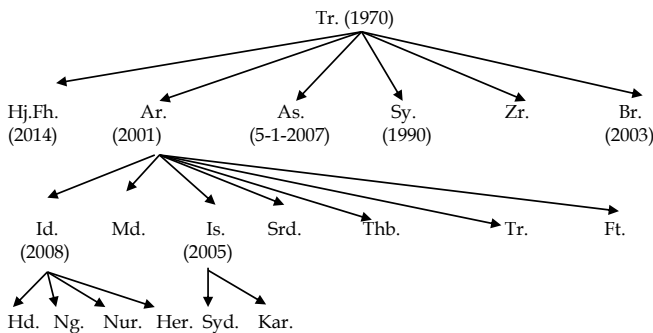 Tr. (1970)
Hj.Fh. Ar. As. Sy. Zr. Br.
(2014) (2001) (5-1-2007) (1990) (2003)
Id. Md. Is. Srd. Thb. Tr. Ft.
(2008) (2005)
Hd. Ng. Nur. Her. Syd. Kar.